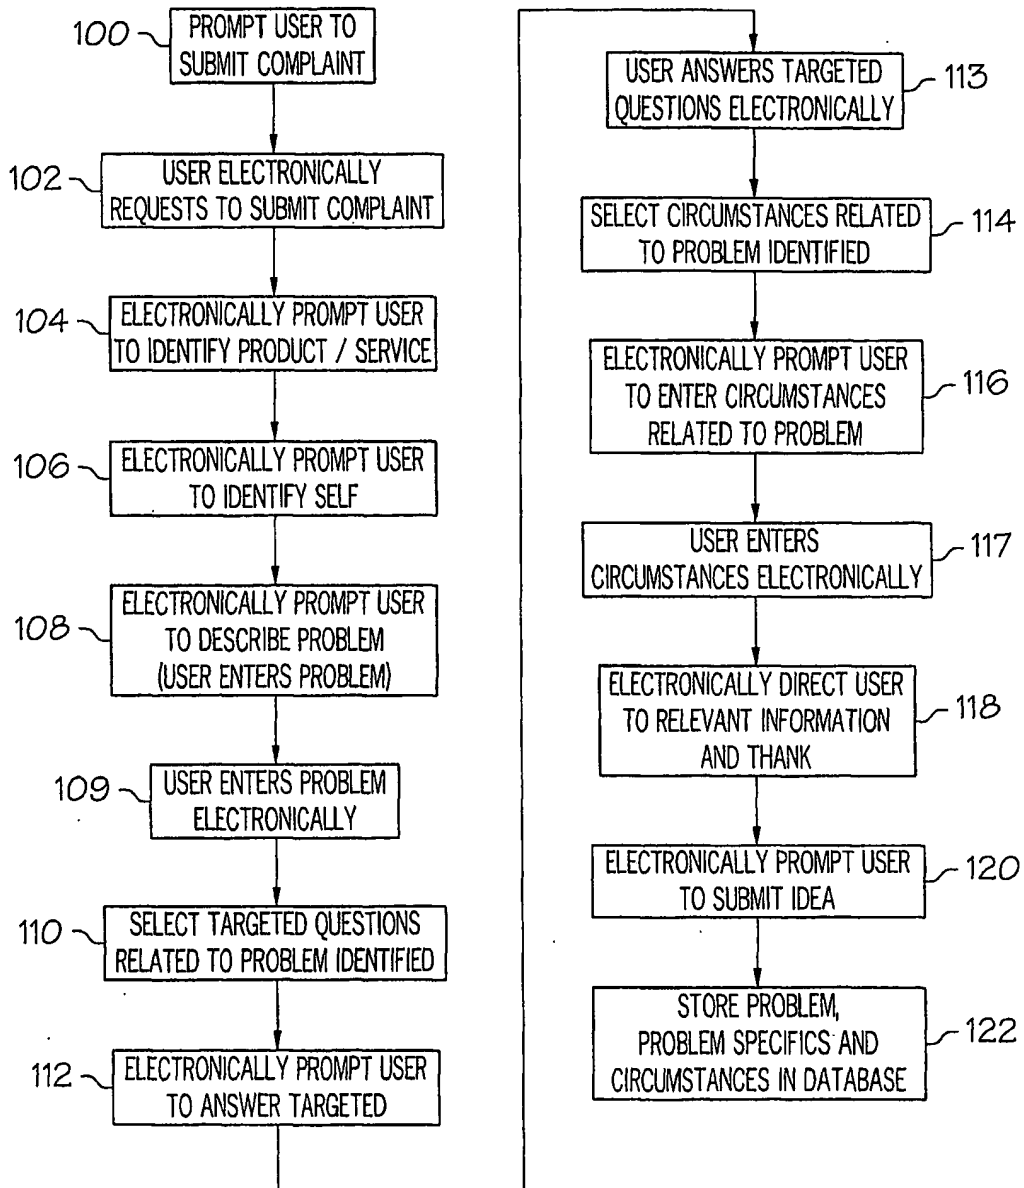 100
PROMPT USER TO
SUBMIT COMPLAINT
102
USER ELECTRONICALLY
REQUESTS TO SUBMIT COMPLAINT
104
ELECTRONICALLY PROMPT USER
TO IDENTIFY PRODUCT / SERVICE
106
ELECTRONICALLY PROMPT USER
TO IDENTIFY SELF
108
ELECTRONICALLY PROMPT USER
TO DESCRIBE PROBLEM
(USER ENTERS PROBLEM)
109
USER ENTERS PROBLEM
ELECTRONICALLY
110
SELECT TARGETED QUESTIONS
RELATED TO PROBLEM IDENTIFIED
112
ELECTRONICALLY PROMPT USER
TO ANSWER TARGETED
USER ANSWERS TARGETED
QUESTIONS ELECTRONICALLY
113
SELECT CIRCUMSTANCES RELATED
TO PROBLEM IDENTIFIED
114
ELECTRONICALLY PROMPT USER
TO ENTER CIRCUMSTANCES
RELATED TO PROBLEM
116
USER ENTERS
CIRCUMSTANCES ELECTRONICALLY
117
ELECTRONICALLY DIRECT USER
TO RELEVANT INFORMATION
AND THANK
118
ELECTRONICALLY PROMPT USER
TO SUBMIT IDEA
120
STORE PROBLEM,
PROBLEM SPECIFICS AND
CIRCUMSTANCES IN DATABASE
122